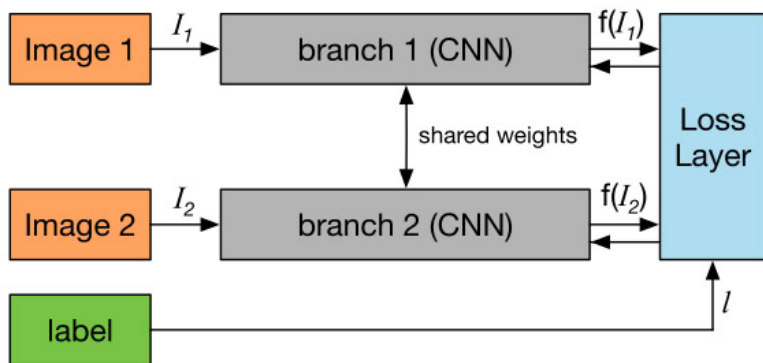 Image 1
I₁
branch 1 (CNN)
f(I₁)
shared weights
Loss
Layer
Image 2
I₂
branch 2 (CNN)
f(I₂)
label
l